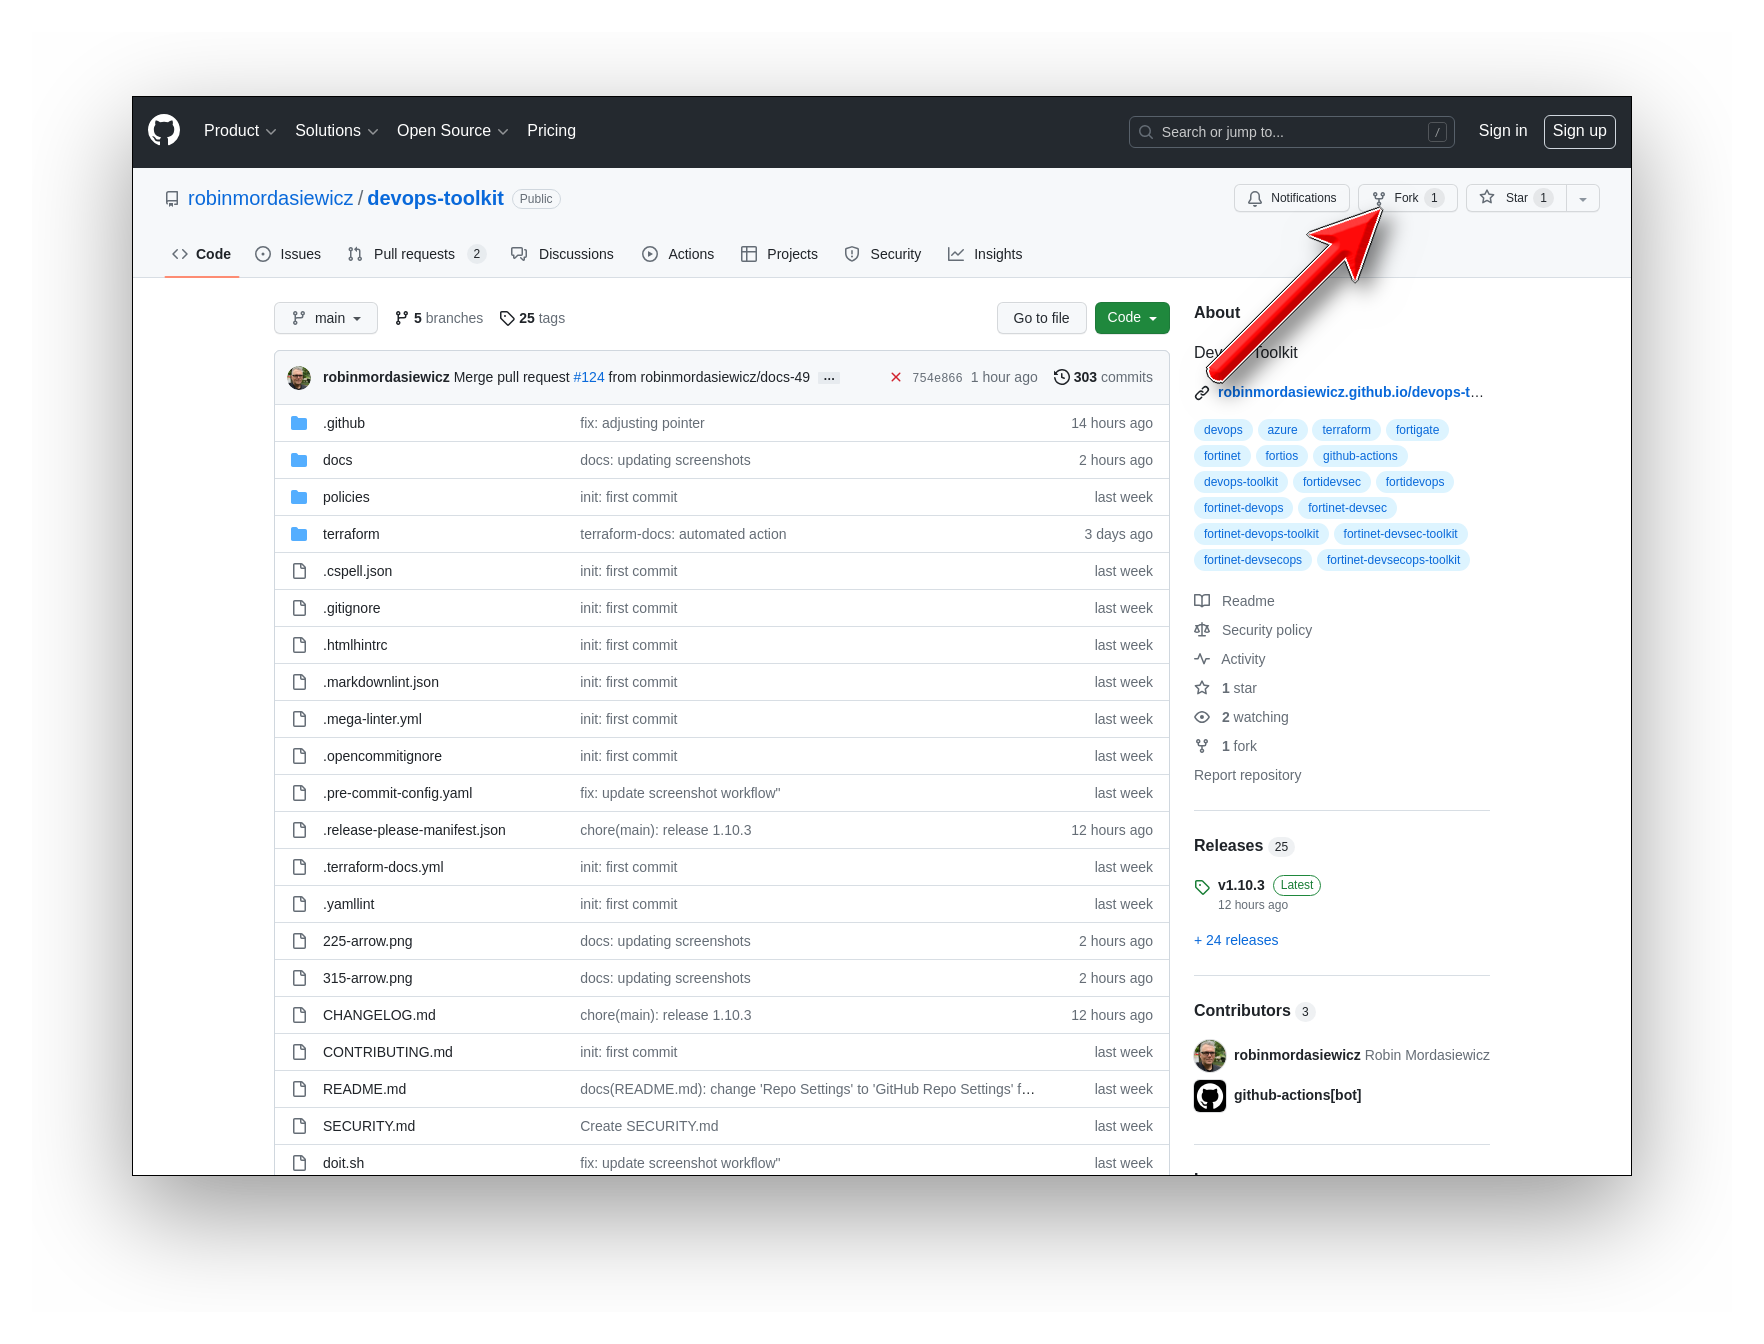 Product Solutions Open Source Pricing Search or jump to... / Sign in Sign up
robinmordasiewicz / devops-toolkit Public Notifications Fork 1 Star 1
Code Issues Pull requests 2 Discussions Actions Projects Security Insights
main 5 branches 25 tags Go to file Code
robinmordasiewicz Merge pull request #124 from robinmordasiewicz/docs-49 ... 754e866 1 hour ago 303 commits
.github fix: adjusting pointer 14 hours ago
docs docs: updating screenshots 2 hours ago
policies init: first commit last week
terraform terraform-docs: automated action 3 days ago
.cspell.json init: first commit last week
.gitignore init: first commit last week
.htmlhintrc init: first commit last week
.markdownlint.json init: first commit last week
.mega-linter.yml init: first commit last week
.opencommitignore init: first commit last week
.pre-commit-config.yaml fix: update screenshot workflow" last week
.release-please-manifest.json chore(main): release 1.10.3 12 hours ago
.terraform-docs.yml init: first commit last week
.yamllint init: first commit last week
225-arrow.png docs: updating screenshots 2 hours ago
315-arrow.png docs: updating screenshots 2 hours ago
CHANGELOG.md chore(main): release 1.10.3 12 hours ago
CONTRIBUTING.md init: first commit last week
README.md docs(README.md): change 'Repo Settings' to 'GitHub Repo Settings' f... last week
SECURITY.md Create SECURITY.md last week
doit.sh fix: update screenshot workflow" last week
About
Toolkit
robinmordasiewicz.github.io/devops-t...
devops azure terraform fortigate
fortinet fortios github-actions
devops-toolkit fortidevsec fortidevops
fortinet-devops fortinet-devsec
fortinet-devops-toolkit fortinet-devsec-toolkit
fortinet-devsecops fortinet-devsecops-toolkit
Readme
Security policy
Activity
1 star
2 watching
1 fork
Report repository
Releases 25
v1.10.3 Latest
12 hours ago
+ 24 releases
Contributors 3
robinmordasiewicz Robin Mordasiewicz
github-actions[bot]